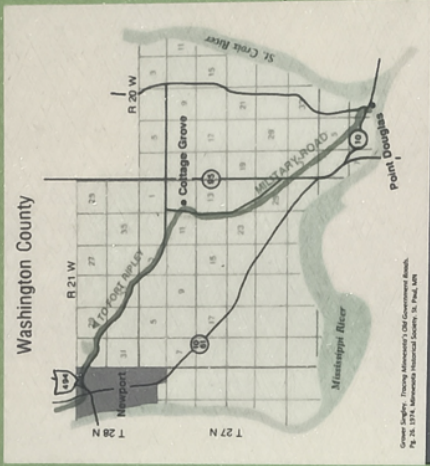 Washington County
R 21 W
R 20 W
St. Croix River
494
TO FORT RIPLEY
Newport
T 28 N
T 27 N
Cottage Grove
95
MILITARY ROAD
10
61
10
Point Douglas
Mississippi River
Grover Singley. Tracing Minnesota's Old Government Roads.
Pg. 26. 1974. Minnesota Historical Society. St. Paul, MN